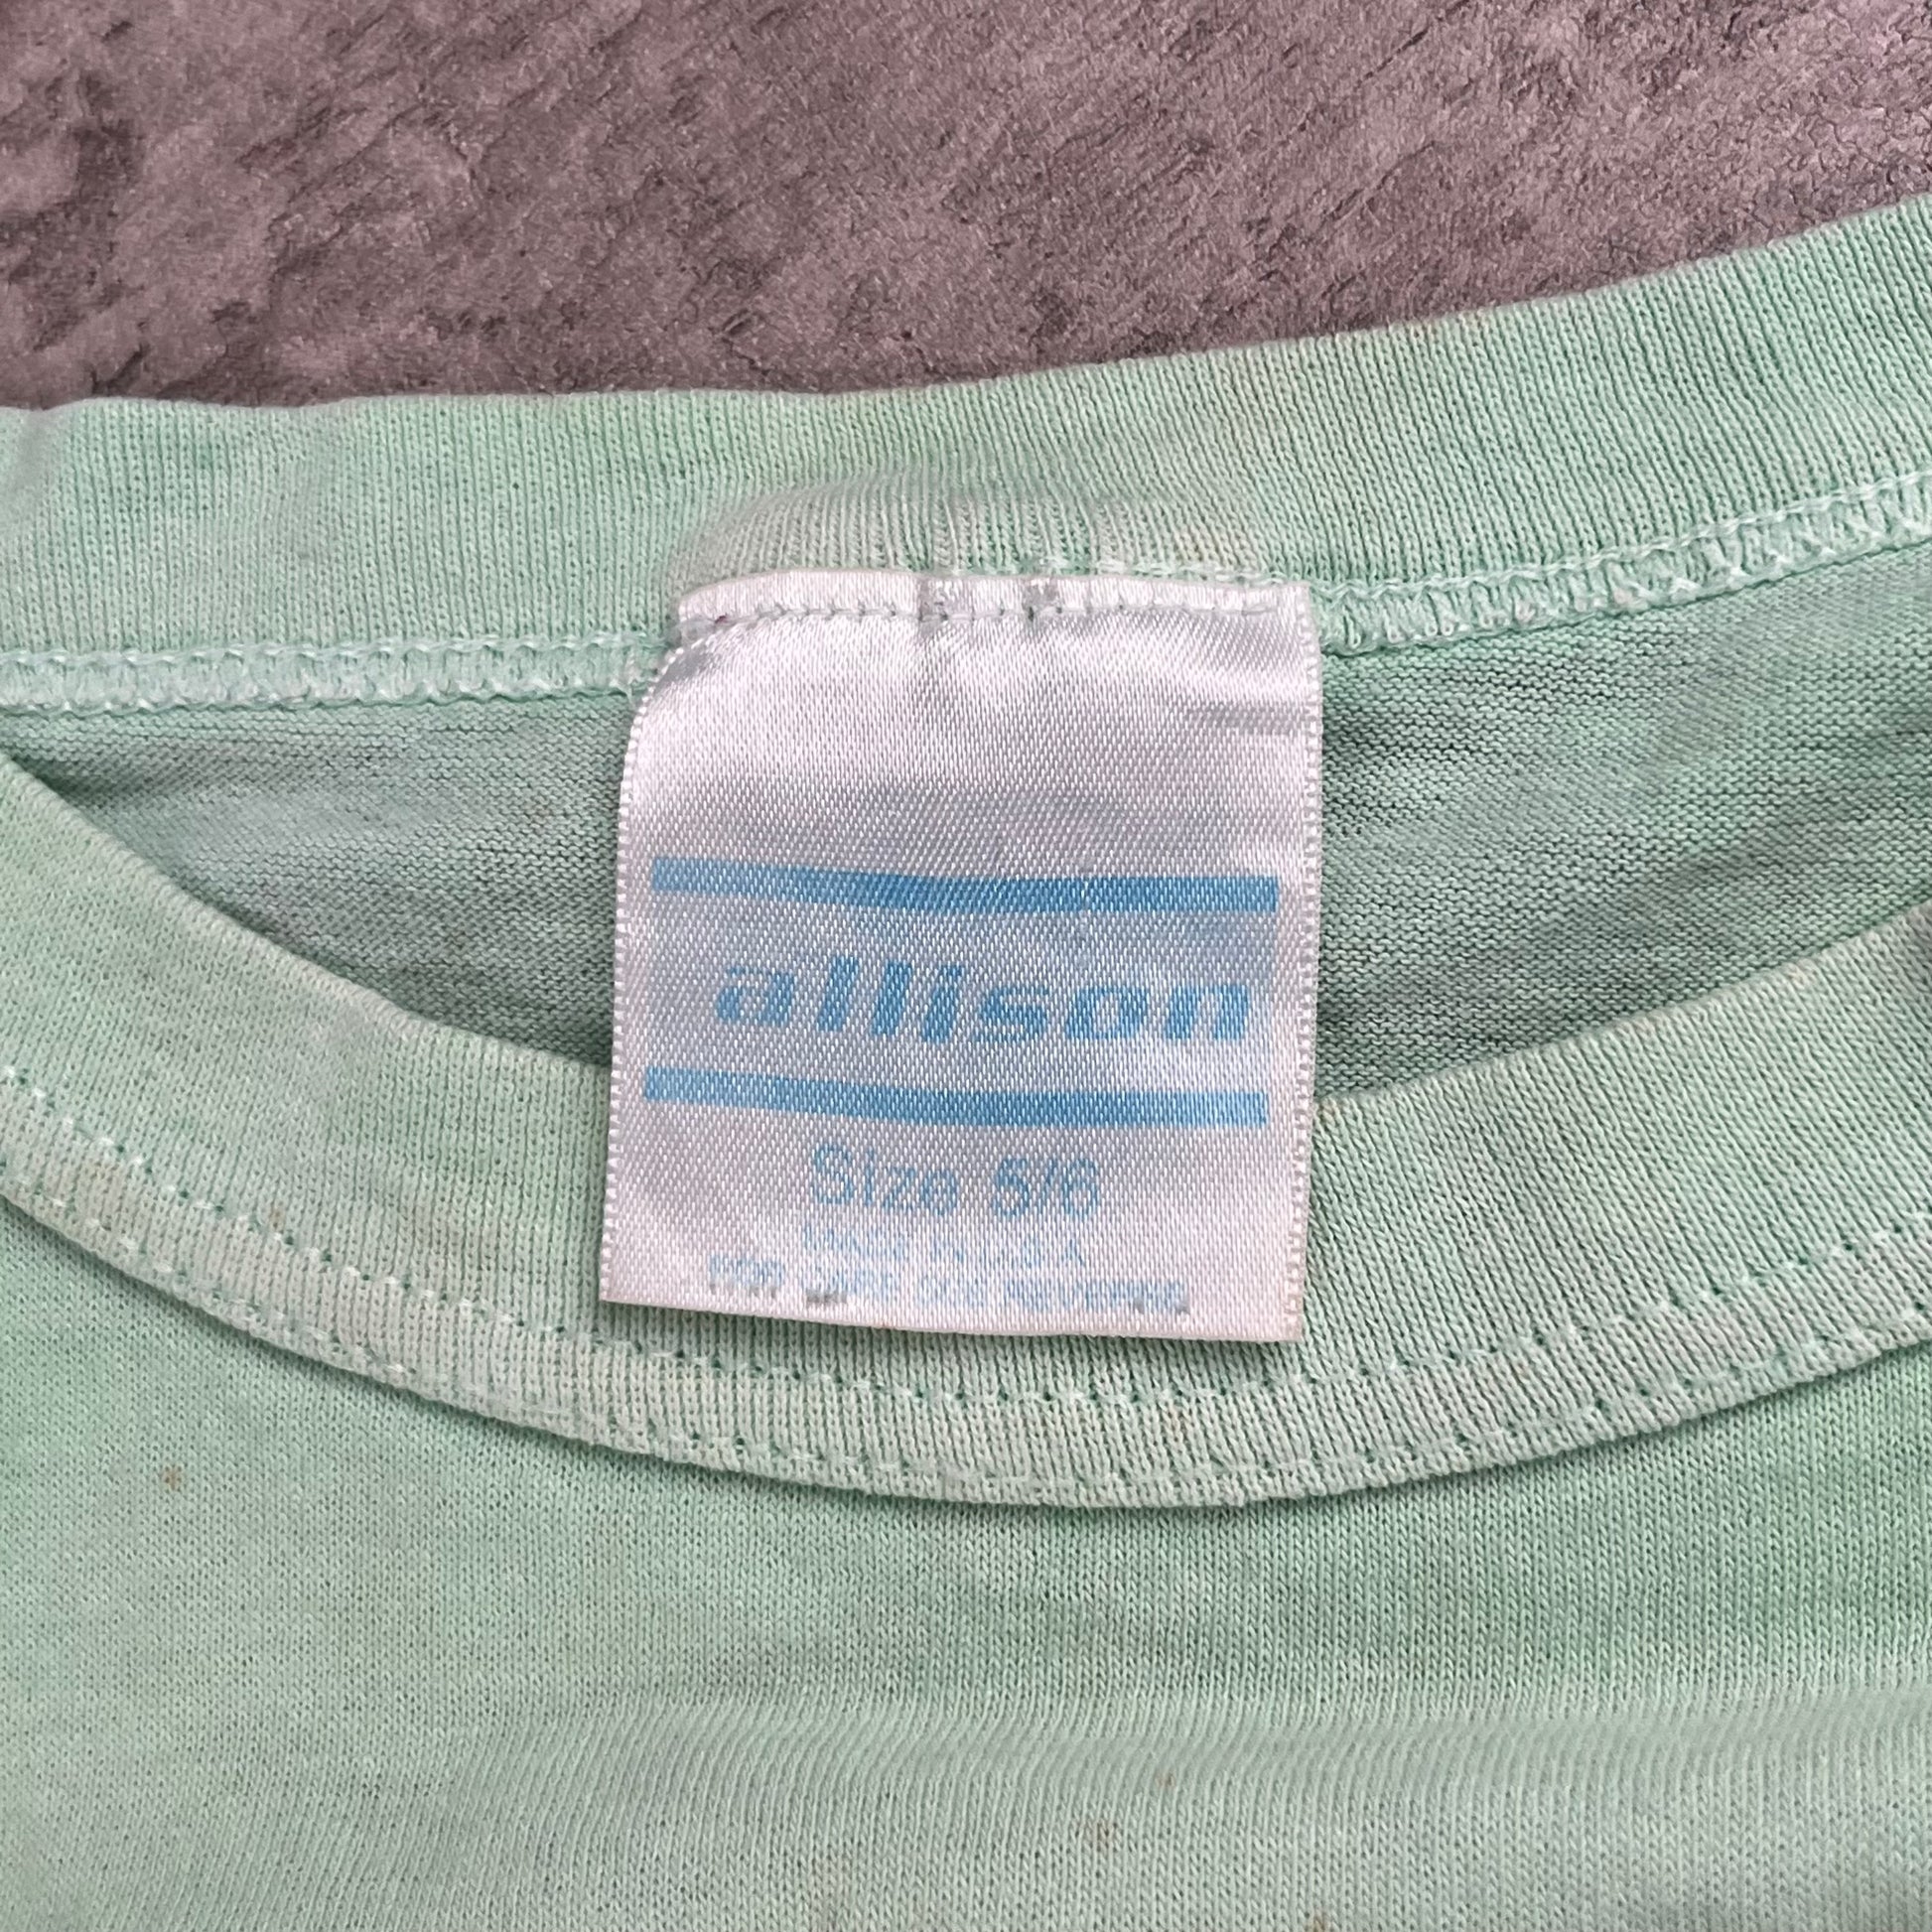 allison
Size 5/6
MADE IN U.S.A.
FOR CARE SEE REVERSE